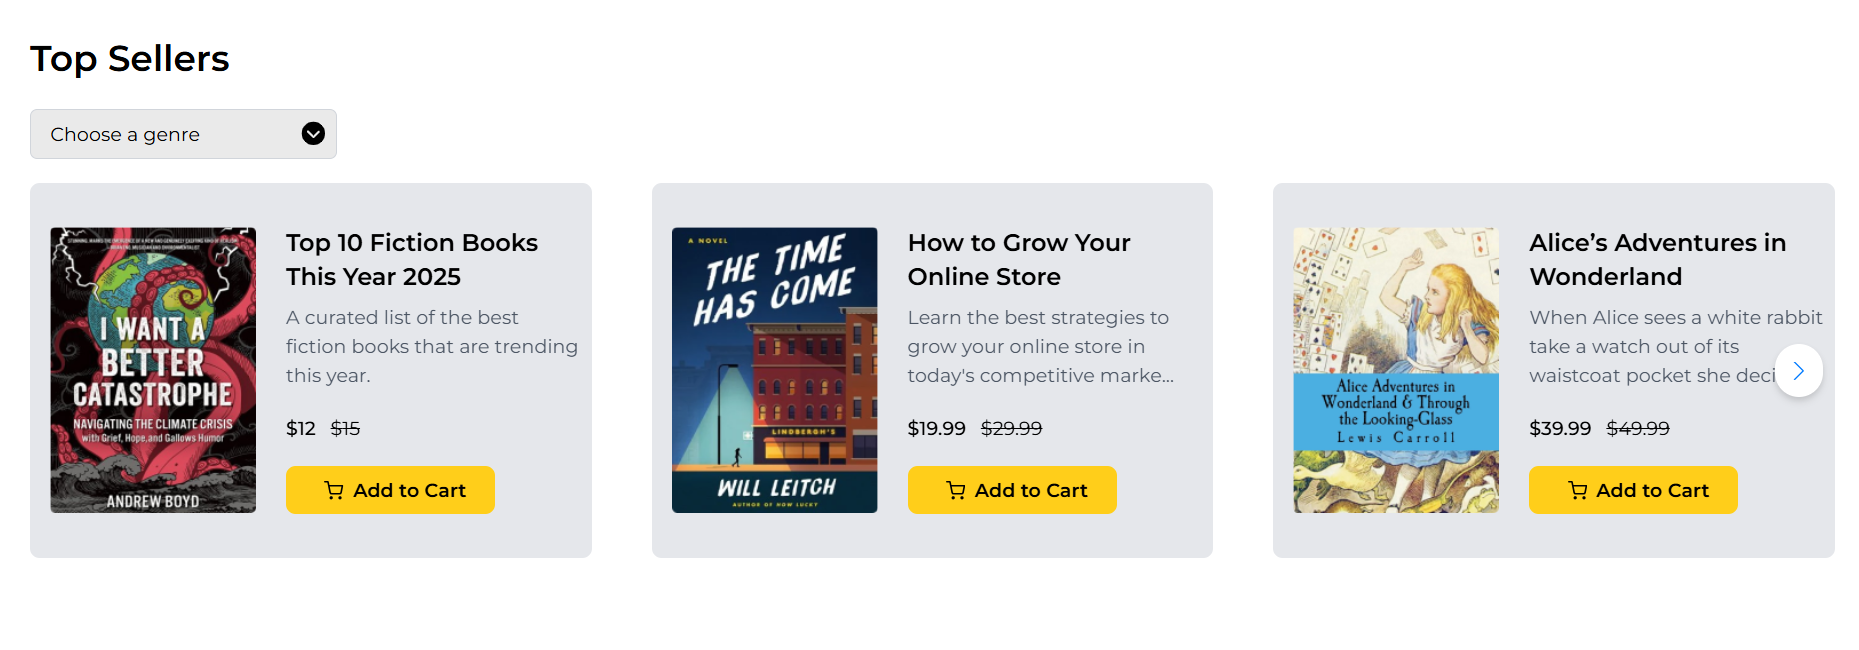 Top Sellers
Choose a genre
I WANT A
BETTER
CATASTROPHE
NAVIGATING THE CLIMATE CRISIS
with Grief, Hope, and Gallows Humor
ANDREW BOYD
Top 10 Fiction Books
This Year 2025
A curated list of the best
fiction books that are trending
this year.
$12 $15
Add to Cart
A NOVEL
THE TIME
HAS COME
LINDBERGH'S
WILL LEITCH
AUTHOR OF HOW LUCKY
How to Grow Your
Online Store
Learn the best strategies to
grow your online store in
today's competitive marke...
$19.99 $29.99
Add to Cart
Alice Adventures in
Wonderland & Through
the Looking-Glass
Lewis Carroll
Alice’s Adventures in
Wonderland
When Alice sees a white rabbit
take a watch out of its
waistcoat pocket she deci
$39.99 $49.99
Add to Cart